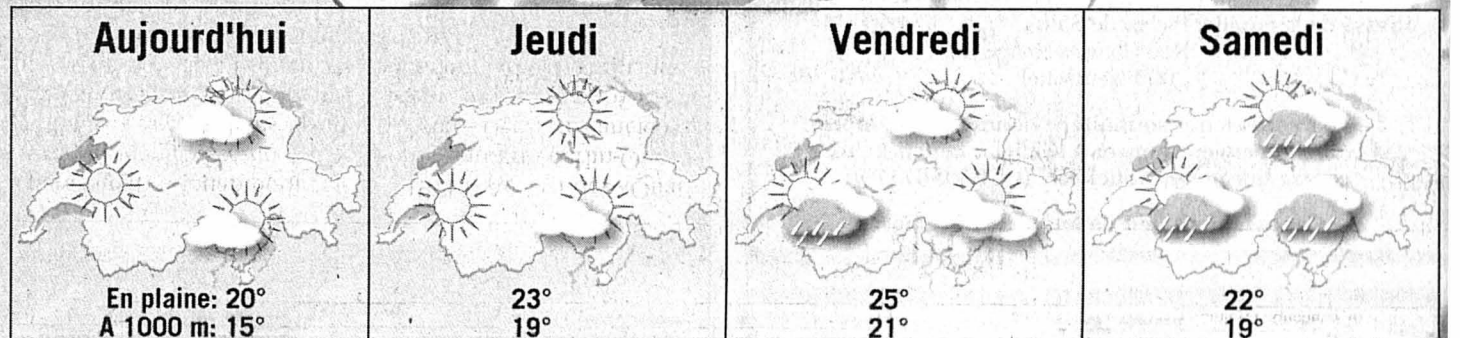 Aujourd'hui
Jeudi
Vendredi
Samedi
En plaine: 20°
23°
25°
22°
A 1000 m: 15°
19°
21°
19°